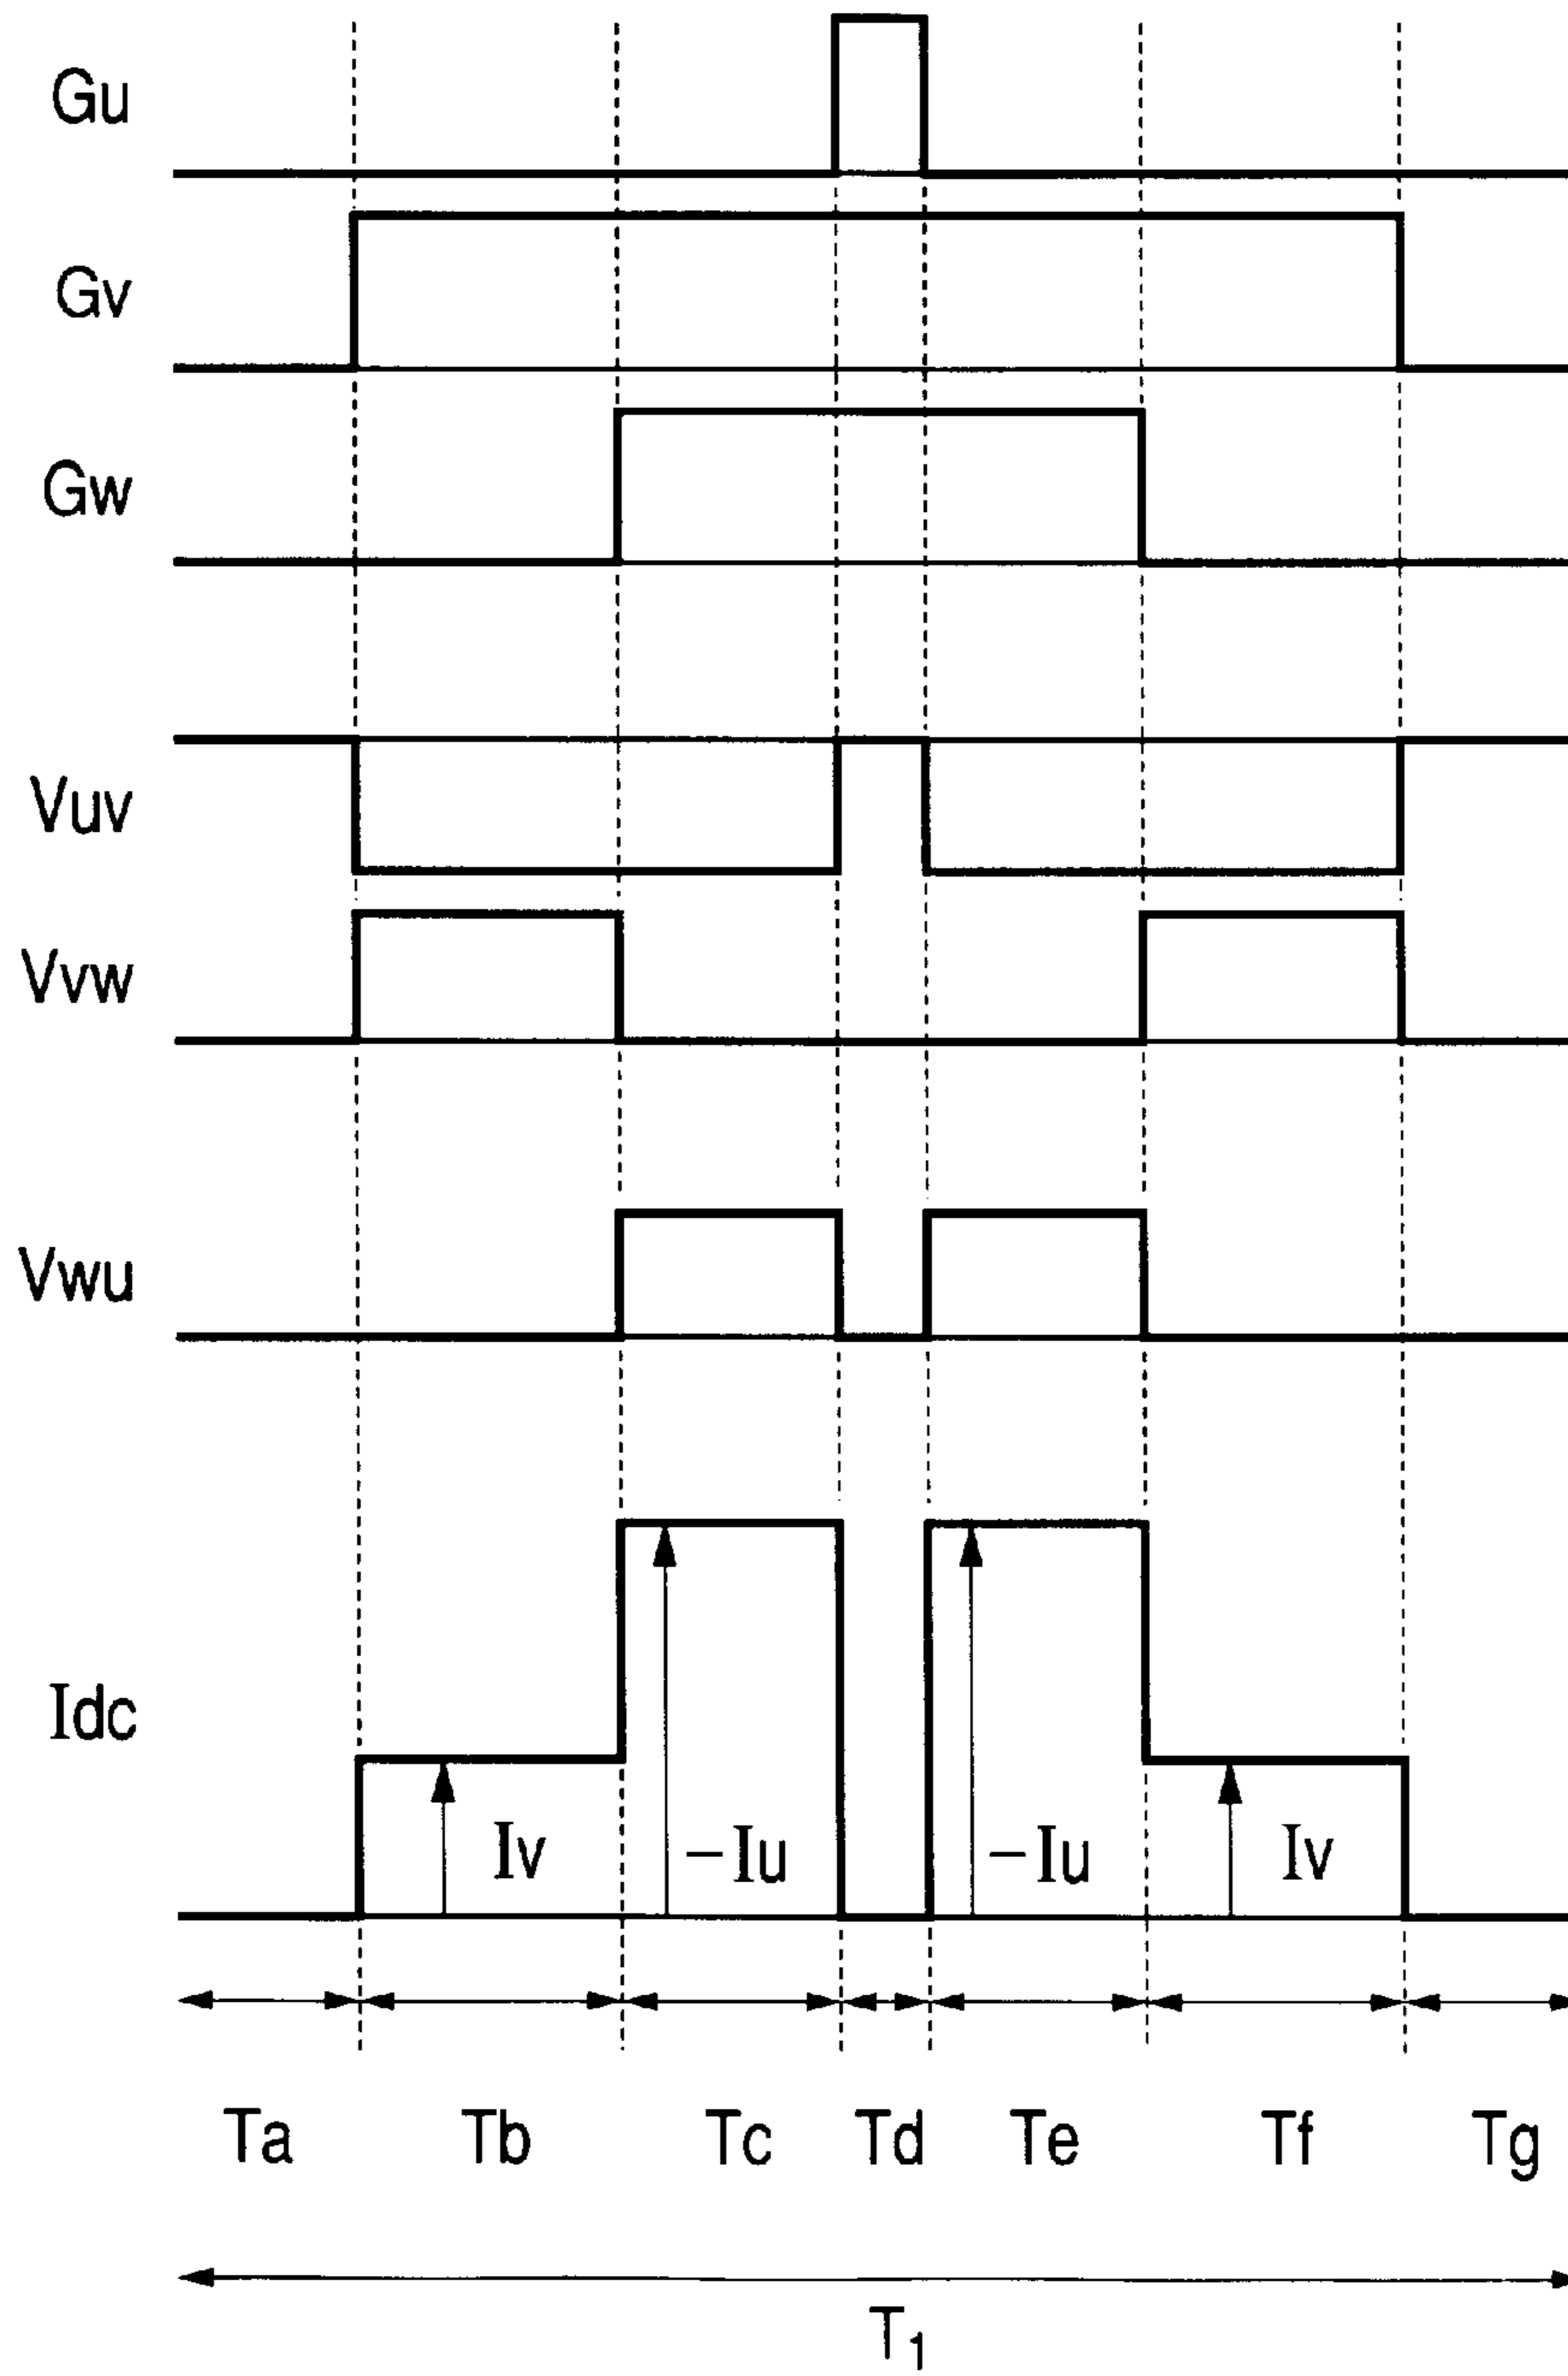 Gu
Gv
Gw
Vuv
Vvw
Vwu
Idc
Iv −Iu −Iu Iv
Ta Tb Tc Td Te Tf Tg
T₁